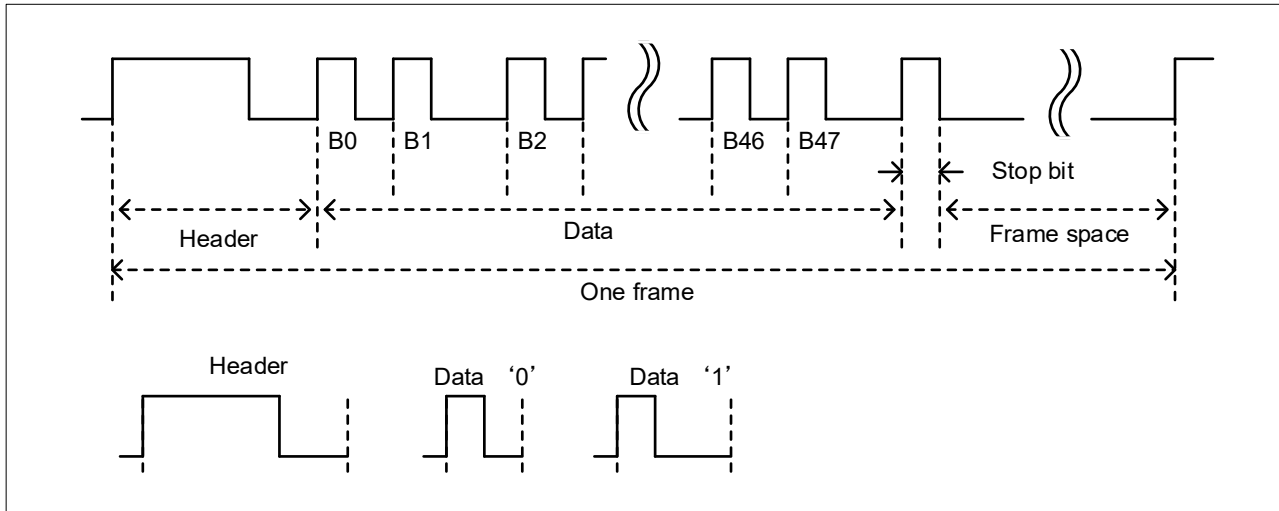 B0 B1 B2 B46 B47
Stop bit
Header Data Frame space
One frame
Header
Data ‘0’ Data ‘1’